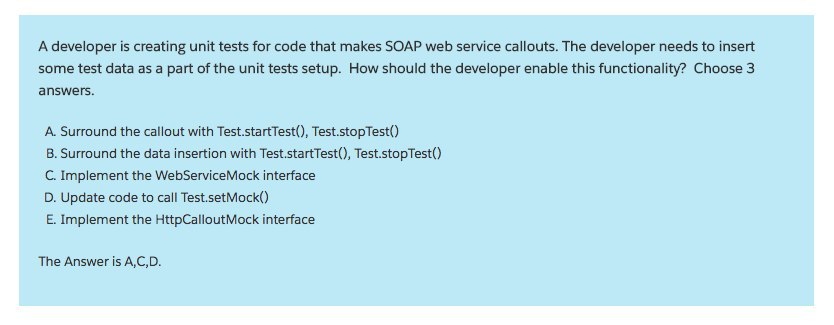 A developer is creating unit tests for code that makes SOAP web service callouts. The developer needs to insert
some test data as a part of the unit tests setup. How should the developer enable this functionality? Choose 3
answers.
A. Surround the callout with Test.startTest(), Test.stopTest()
B. Surround the data insertion with Test.startTest(), Test.stopTest()
C. Implement the WebServiceMock interface
D. Update code to call Test.setMock()
E. Implement the HttpCalloutMock interface
The Answer is A,C,D.